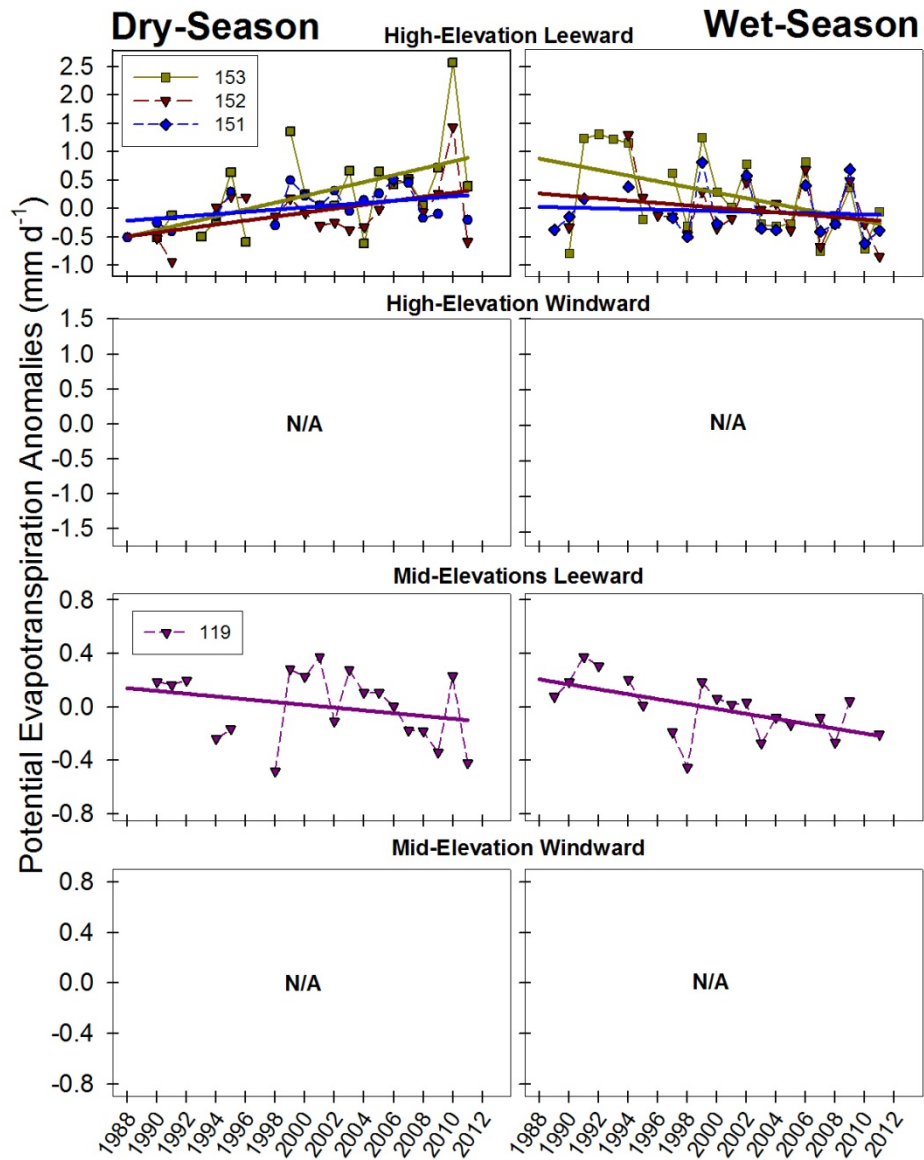 Dry-Season
Wet-Season
High-Elevation Leeward
153
152
151
2.5
2.0
1.5
1.0
0.5
0.0
-0.5
-1.0
High-Elevation Windward
1.5
1.0
0.5
0.0
-0.5
-1.0
-1.5
N/A
N/A
Mid-Elevations Leeward
119
0.8
0.4
0.0
-0.4
-0.8
Mid-Elevation Windward
0.8
0.4
0.0
-0.4
-0.8
N/A
N/A
Potential Evapotranspiration Anomalies (mm d⁻¹)
1988 1990 1992 1994 1996 1998 2000 2002 2004 2006 2008 2010 2012
1988 1990 1992 1994 1996 1998 2000 2002 2004 2006 2008 2010 2012